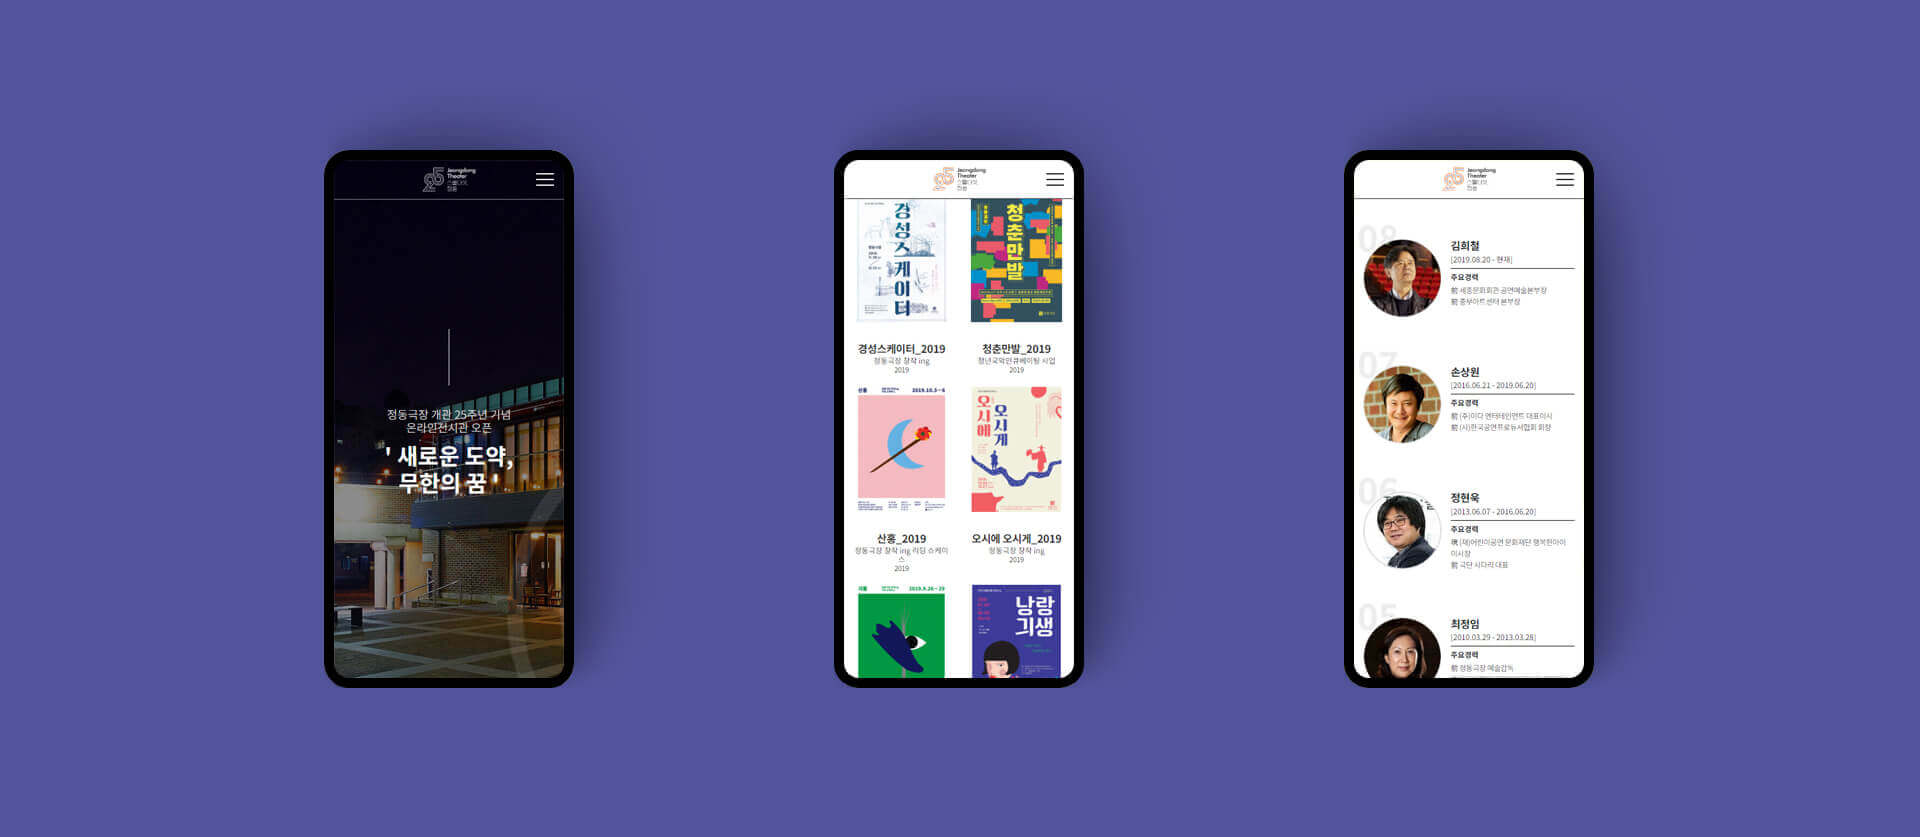 25 Jeongdong
Theater
정동극장 개관 25주년 기념
온라인전시관 오픈
' 새로운 도약,
무한의 꿈 '
25 Jeongdong
Theater
경성스케이터
청춘만발
경성스케이터_2019
정동극장 창작 ing
2019
청춘만발_2019
청년국악인큐베이팅 사업
2019
산홍
2019.10.5 – 6
오시에 오시게
산홍_2019
정동극장 창작 ing 리딩 쇼케이
스
2019
오시에 오시게_2019
정동극장 창작 ing
2019
낭랑
긔생
25 Jeongdong
Theater
08
김희철
[2019.08.20 - 현재]
주요경력
前 세종문화회관 공연예술본부장
前 충무아트센터 본부장
07
손상원
[2016.06.21 - 2019.06.20]
주요경력
前 (주)이다 엔터테인먼트 대표이사
前 (사)한국공연프로듀서협회 회장
06
정현욱
[2013.06.07 - 2016.06.20]
주요경력
現 (재)어린이공연 문화재단 행복한아이
이사장
前 극단 사다리 대표
05
최정임
[2010.03.29 - 2013.03.28]
주요경력
前 정동극장 예술감독